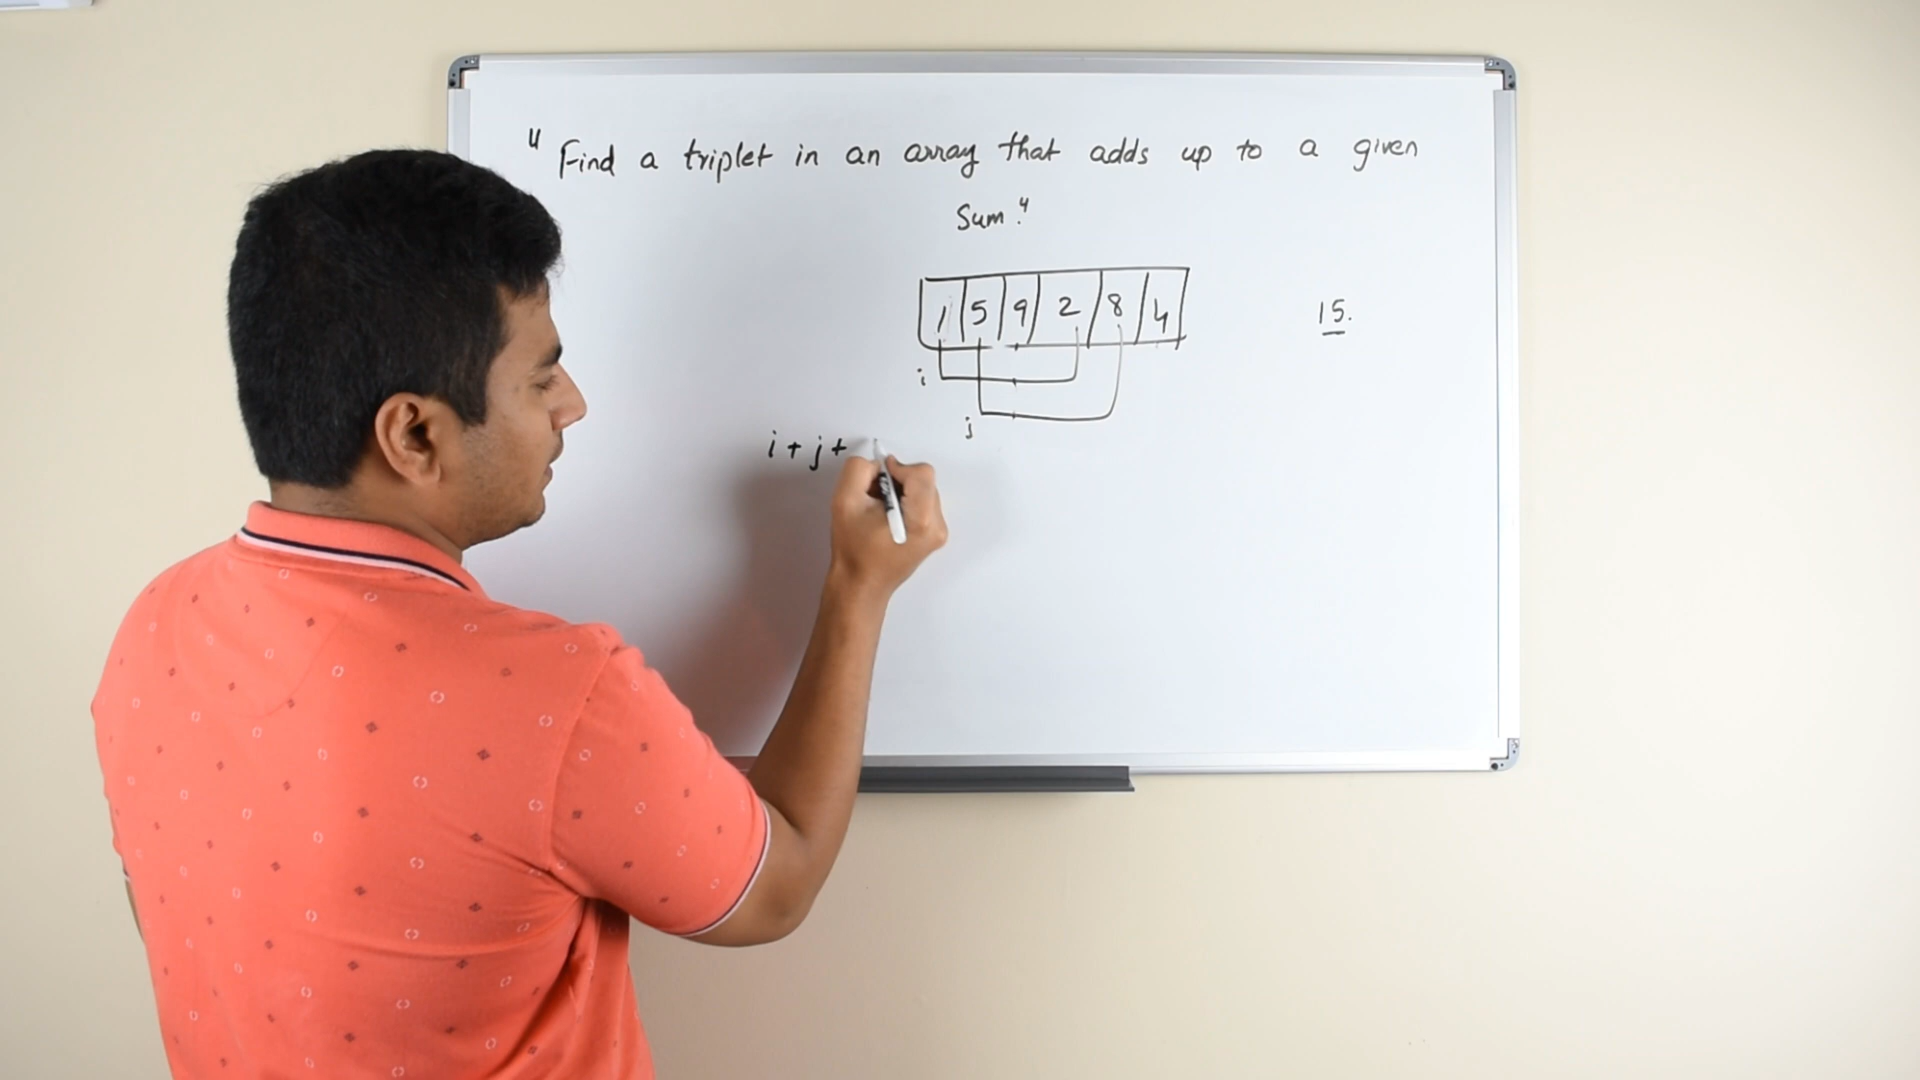 "Find a triplet in an array that adds up to a given
Sum."
1 5 9 2 8 4
15.
i
j
i + j +